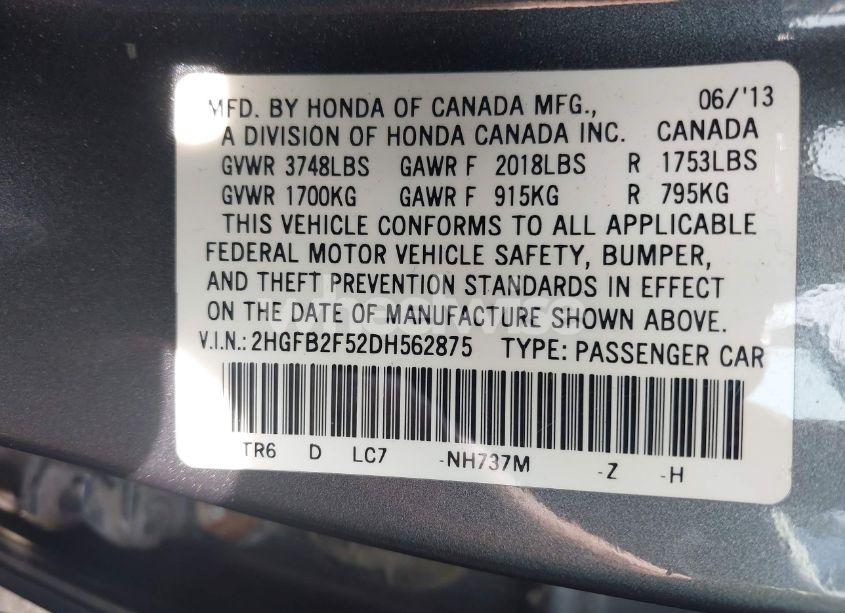 MFD. BY HONDA OF CANADA MFG., 06/'13
A DIVISION OF HONDA CANADA INC. CANADA
GVWR 3748LBS GAWR F 2018LBS R 1753LBS
GVWR 1700KG GAWR F 915KG R 795KG
THIS VEHICLE CONFORMS TO ALL APPLICABLE
FEDERAL MOTOR VEHICLE SAFETY, BUMPER,
AND THEFT PREVENTION STANDARDS IN EFFECT
ON THE DATE OF MANUFACTURE SHOWN ABOVE.
V.I.N.: 2HGFB2F52DH562875 TYPE: PASSENGER CAR
TR6 D LC7 -NH737M -Z -H